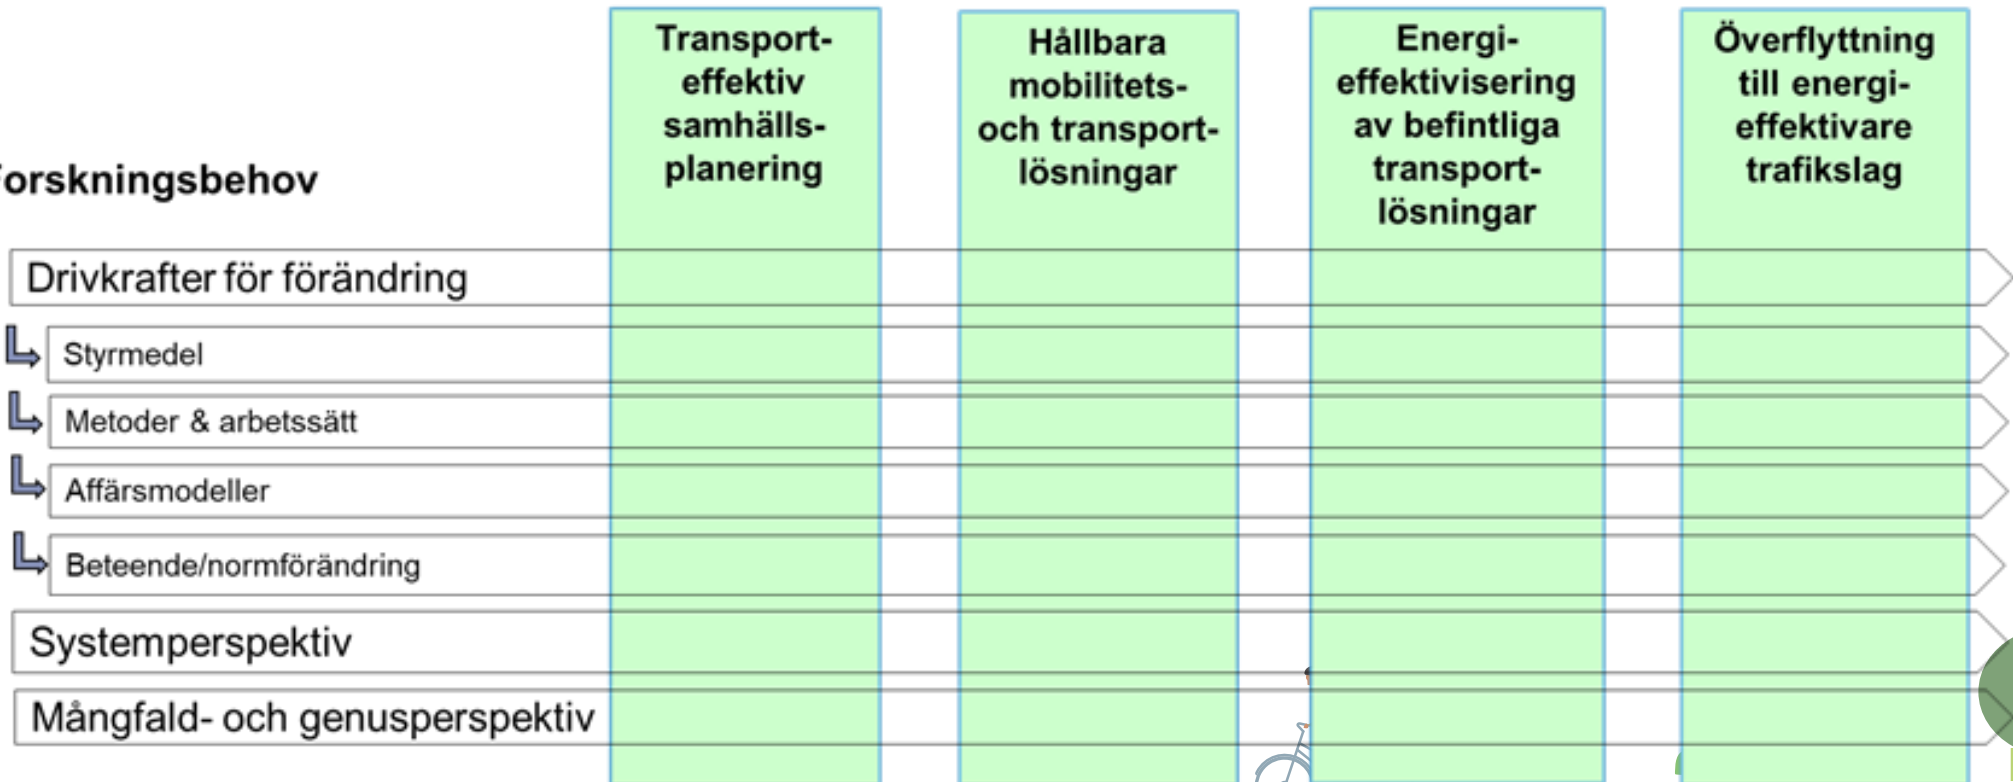 Transport-
effektiv
samhälls-
planering
Hållbara
mobilitets-
och transport-
lösningar
Energi-
effektivisering
av befintliga
transport-
lösningar
Överflyttning
till energi-
effektivare
trafikslag
Forskningsbehov
Drivkrafter för förändring
Styrmedel
Metoder & arbetssätt
Affärsmodeller
Beteende/normförändring
Systemperspektiv
Mångfald- och genusperspektiv